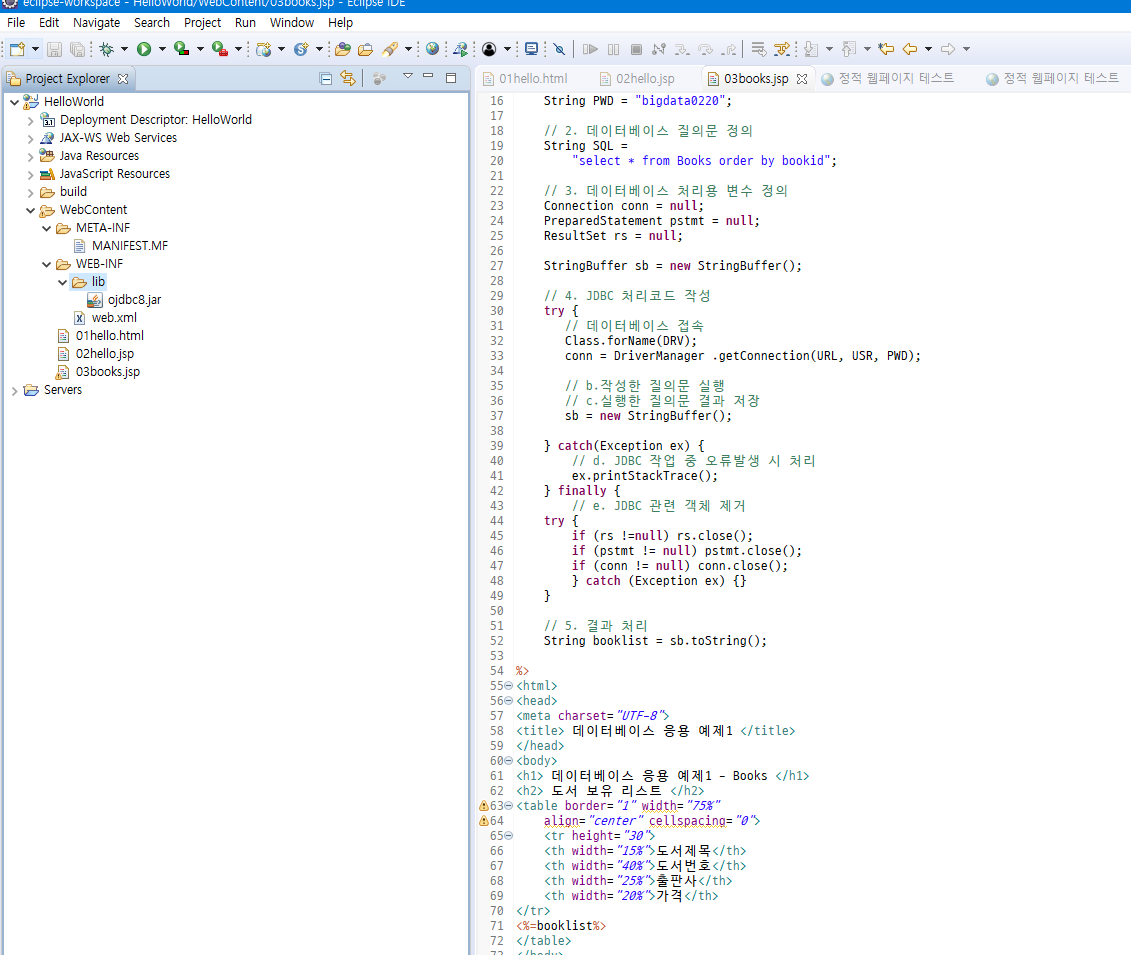 eclipse-workspace - HelloWorld/WebContent/03books.jsp - Eclipse IDE
File Edit Navigate Search Project Run Window Help
Project Explorer
HelloWorld
Deployment Descriptor: HelloWorld
JAX-WS Web Services
Java Resources
JavaScript Resources
build
WebContent
META-INF
MANIFEST.MF
WEB-INF
lib
ojdbc8.jar
web.xml
01hello.html
02hello.jsp
03books.jsp
Servers
01hello.html 02hello.jsp 03books.jsp 정적 웹페이지 테스트 정적 웹페이지 테스트
16 String PWD = "bigdata0220";
17
18 // 2. 데이터베이스 질의문 정의
19 String SQL =
20 "select * from Books order by bookid";
21
22 // 3. 데이터베이스 처리용 변수 정의
23 Connection conn = null;
24 PreparedStatement pstmt = null;
25 ResultSet rs = null;
26
27 StringBuffer sb = new StringBuffer();
28
29 // 4. JDBC 처리코드 작성
30 try {
31 // 데이터베이스 접속
32 Class.forName(DRV);
33 conn = DriverManager .getConnection(URL, USR, PWD);
34
35 // b.작성한 질의문 실행
36 // c.실행한 질의문 결과 저장
37 sb = new StringBuffer();
38
39 } catch(Exception ex) {
40 // d. JDBC 작업 중 오류발생 시 처리
41 ex.printStackTrace();
42 } finally {
43 // e. JDBC 관련 객체 제거
44 try {
45 if (rs !=null) rs.close();
46 if (pstmt != null) pstmt.close();
47 if (conn != null) conn.close();
48 } catch (Exception ex) {}
49 }
50
51 // 5. 결과 처리
52 String booklist = sb.toString();
53
54 %>
55 <html>
56 <head>
57 <meta charset="UTF-8">
58 <title> 데이터베이스 응용 예제1 </title>
59 </head>
60 <body>
61 <h1> 데이터베이스 응용 예제1 - Books </h1>
62 <h2> 도서 보유 리스트 </h2>
63 <table border="1" width="75%"
64 align="center" cellspacing="0">
65 <tr height="30">
66 <th width="15%">도서제목</th>
67 <th width="40%">도서번호</th>
68 <th width="25%">출판사</th>
69 <th width="20%">가격</th>
70 </tr>
71 <%=booklist%>
72 </table>
73 </body>